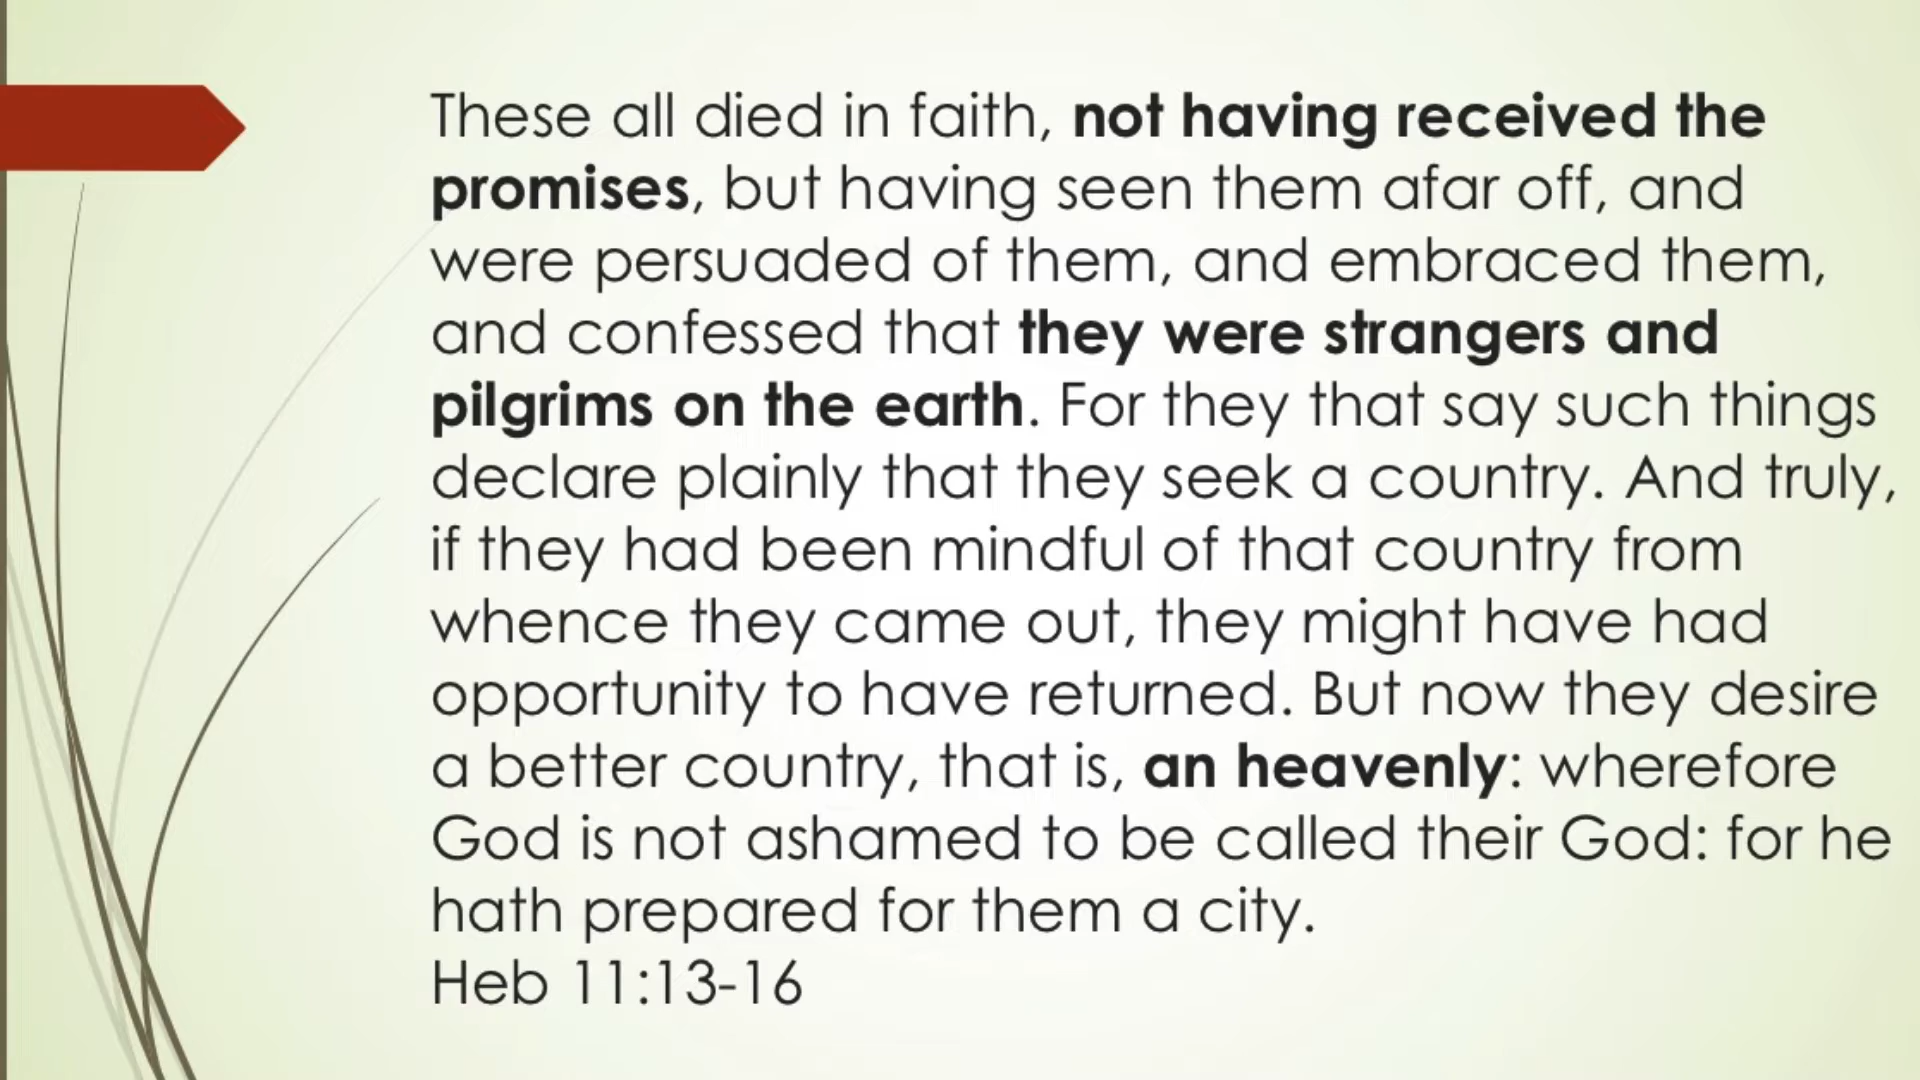 These all died in faith, not having received the
promises, but having seen them afar off, and
were persuaded of them, and embraced them,
and confessed that they were strangers and
pilgrims on the earth. For they that say such things
declare plainly that they seek a country. And truly,
if they had been mindful of that country from
whence they came out, they might have had
opportunity to have returned. But now they desire
a better country, that is, an heavenly: wherefore
God is not ashamed to be called their God: for he
hath prepared for them a city.
Heb 11:13-16